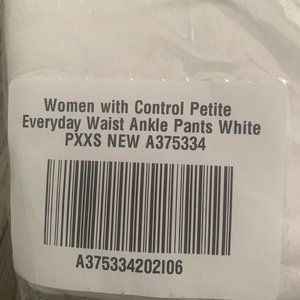 Women with Control Petite
Everyday Waist Ankle Pants White
PXXS NEW A375334
A375334202I06